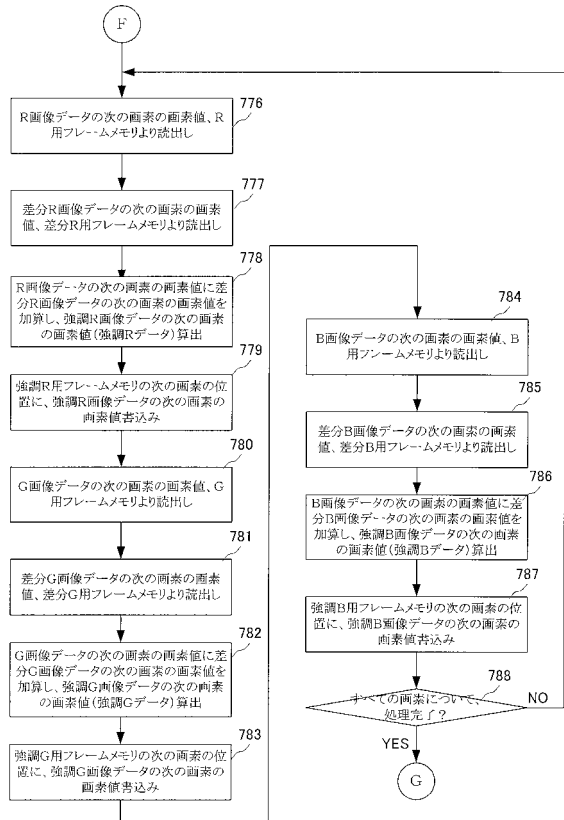 F
776
R画像データの次の画素の画素値、R
用フレームメモリより読出し
777
差分R画像データの次の画素の画素
値、差分R用フレームメモリより読出し
778
R画像データの次の画素の画素値に差
分R画像データの次の画素の画素値を
加算し、強調R画像データの次の画素
の画素値(強調Rデータ)算出
779
強調R用フレームメモリの次の画素の位
置に、強調R画像データの次の画素の
画素値書込み
780
G画像データの次の画素の画素値、G
用フレームメモリより読出し
781
差分G画像データの次の画素の画素
値、差分G用フレームメモリより読出し
782
G画像データの次の画素の画素値に差
分G画像データの次の画素の画素値を
加算し、強調G画像データの次の画素
の画素値(強調Gデータ)算出
783
強調G用フレームメモリの次の画素の位
置に、強調G画像データの次の画素の
画素値書込み
784
B画像データの次の画素の画素値、B
用フレームメモリより読出し
785
差分B画像データの次の画素の画素
値、差分B用フレームメモリより読出し
786
B画像データの次の画素の画素値に差
分B画像データの次の画素の画素値を
加算し、強調B画像データの次の画素
の画素値(強調Bデータ)算出
787
強調B用フレームメモリの次の画素の位
置に、強調B画像データの次の画素の
画素値書込み
788
すべての画素について、
処理完了?
NO
YES
G